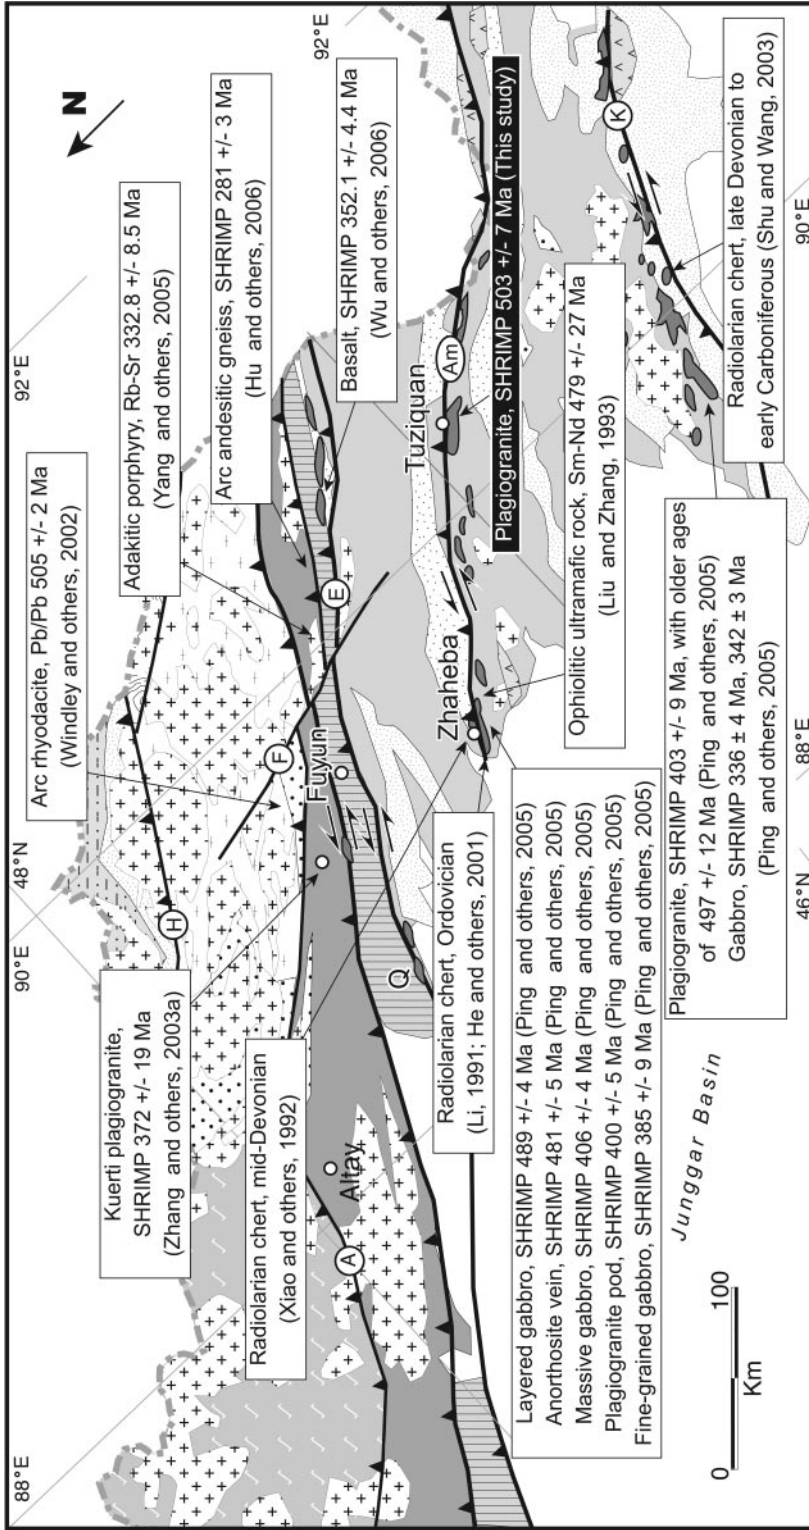 88°E
90°E
48°N
92°E
92°E
N
Arc rhyodacite, Pb/Pb 505 +/- 2 Ma
(Windley and others, 2002)
Adakitic porphyry, Rb-Sr 332.8 +/- 8.5 Ma
(Yang and others, 2005)
Arc andesitic gneiss, SHRIMP 281 +/- 3 Ma
(Hu and others, 2006)
Basalt, SHRIMP 352.1 +/- 4.4 Ma
(Wu and others, 2006)
Kuerti plagiogranite,
SHRIMP 372 +/- 19 Ma
(Zhang and others, 2003a)
Radiolarian chert, mid-Devonian
(Xiao and others, 1992)
H
F
Fuyun
E
Altay
A
Q
Zhaheba
Tuziquan
Am
K
Plagiogranite, SHRIMP 503 +/- 7 Ma (This study)
Radiolarian chert, Ordovician
(Li, 1991; He and others, 2001)
Ophiolitic ultramafic rock, Sm-Nd 479 +/- 27 Ma
(Liu and Zhang, 1993)
Layered gabbro, SHRIMP 489 +/- 4 Ma (Ping and others, 2005)
Anorthosite vein, SHRIMP 481 +/- 5 Ma (Ping and others, 2005)
Massive gabbro, SHRIMP 406 +/- 4 Ma (Ping and others, 2005)
Plagiogranite pod, SHRIMP 400 +/- 5 Ma (Ping and others, 2005)
Fine-grained gabbro, SHRIMP 385 +/- 9 Ma (Ping and others, 2005)
Plagiogranite, SHRIMP 403 +/- 9 Ma, with older ages
of 497 +/- 12 Ma (Ping and others, 2005)
Gabbro, SHRIMP 336 ± 4 Ma, 342 ± 3 Ma
(Ping and others, 2005)
Radiolarian chert, late Devonian to
early Carboniferous (Shu and Wang, 2003)
Junggar Basin
0
100
Km
46°N
88°E
90°E